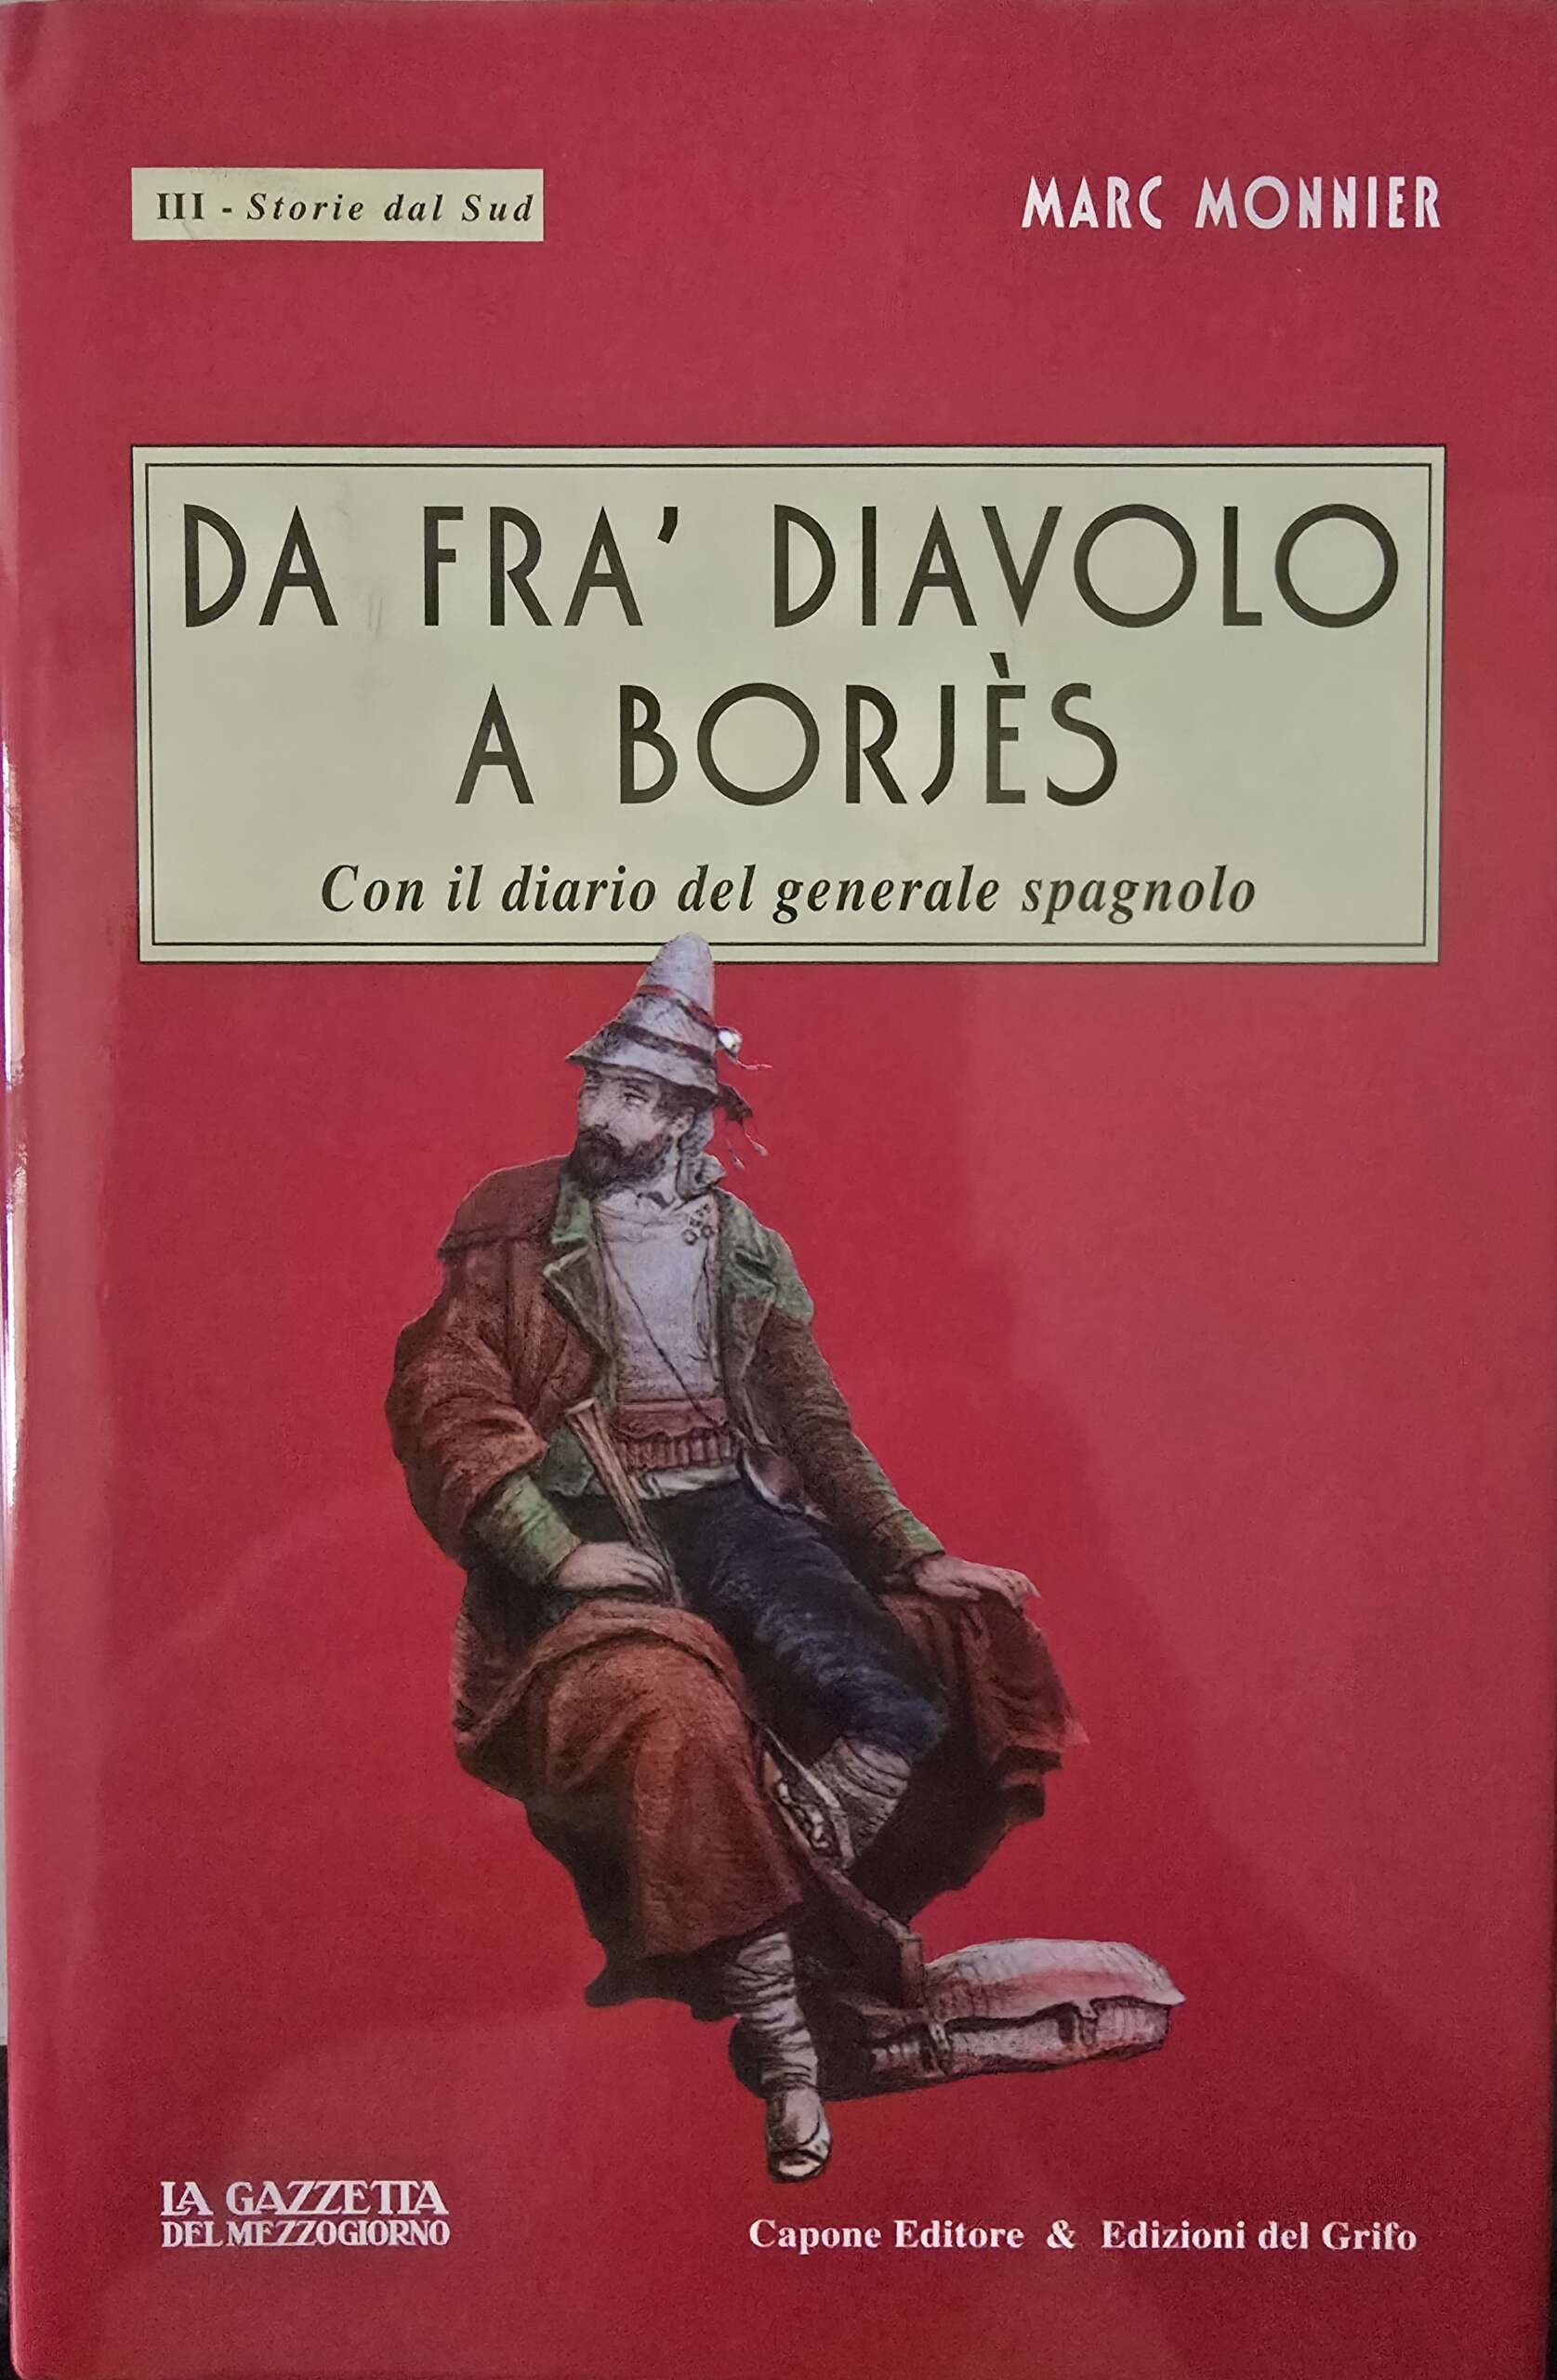 III - Storie dal Sud
MARC MONNIER
DA FRA' DIAVOLO
A BORJÈS
Con il diario del generale spagnolo
LA GAZZETTA
DEL MEZZOGIORNO
Capone Editore & Edizioni del Grifo